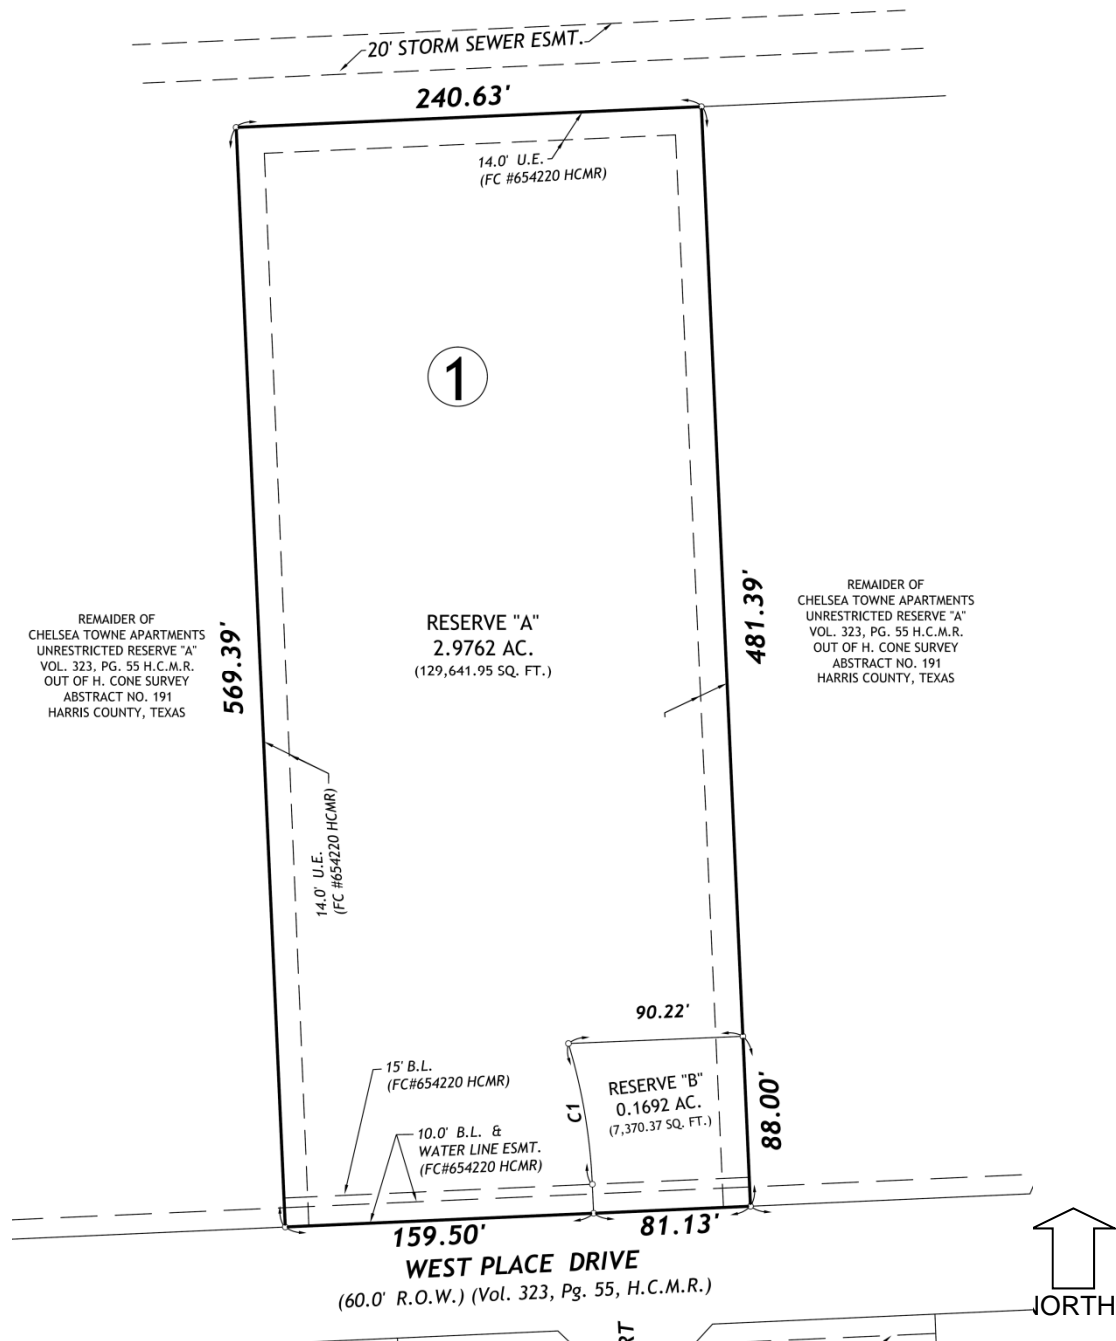 20' STORM SEWER ESMT.
240.63'
14.0' U.E.
(FC #654220 HCMR)
1
REMAIDER OF
CHELSEA TOWNE APARTMENTS
UNRESTRICTED RESERVE "A"
VOL. 323, PG. 55 H.C.M.R.
OUT OF H. CONE SURVEY
ABSTRACT NO. 191
HARRIS COUNTY, TEXAS
569.39'
RESERVE "A"
2.9762 AC.
(129,641.95 SQ. FT.)
481.39'
REMAIDER OF
CHELSEA TOWNE APARTMENTS
UNRESTRICTED RESERVE "A"
VOL. 323, PG. 55 H.C.M.R.
OUT OF H. CONE SURVEY
ABSTRACT NO. 191
HARRIS COUNTY, TEXAS
14.0' U.E.
(FC #654220 HCMR)
90.22'
15' B.L.
(FC#654220 HCMR)
10.0' B.L. &
WATER LINE ESMT.
(FC#654220 HCMR)
C1
RESERVE "B"
0.1692 AC.
(7,370.37 SQ. FT.)
88.00'
159.50'
81.13'
WEST PLACE DRIVE
(60.0' R.O.W.) (Vol. 323, Pg. 55, H.C.M.R.)
NORTH